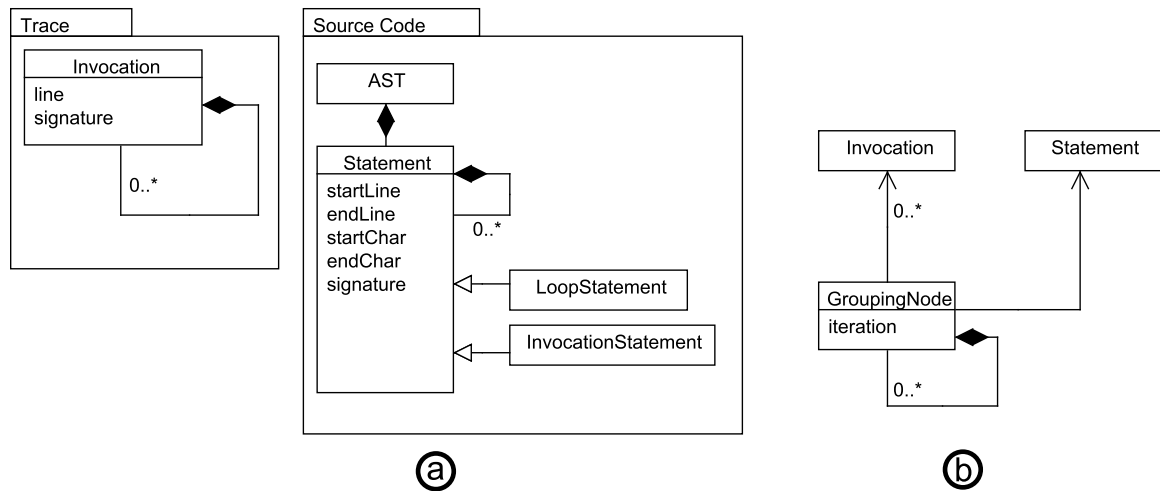 Trace
Invocation
line
signature
0..*
Source Code
AST
Statement
startLine
endLine
startChar
endChar
signature
0..*
LoopStatement
InvocationStatement
a
Invocation
Statement
0..*
GroupingNode
iteration
0..*
b